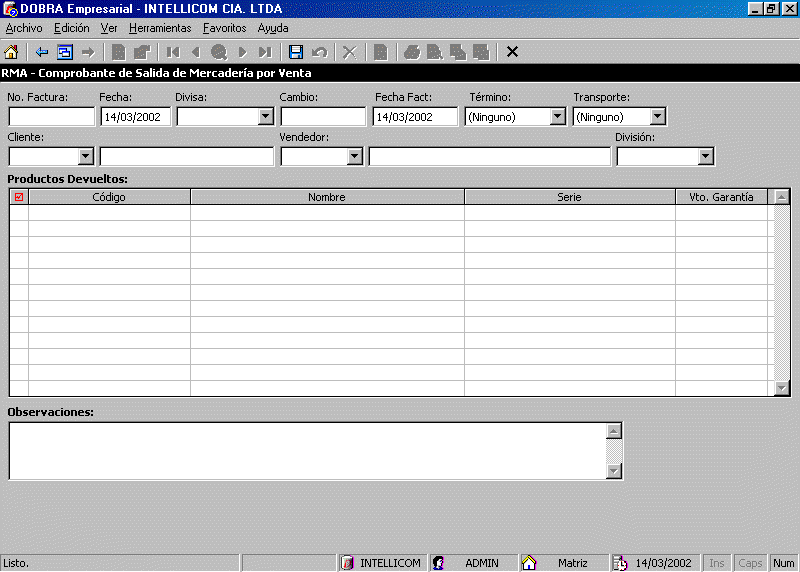 DOBRA Empresarial - INTELLICOM CIA. LTDA
Archivo Edición Ver Herramientas Favoritos Ayuda
RMA - Comprobante de Salida de Mercadería por Venta
No. Factura: Fecha: Divisa: Cambio: Fecha Fact: Término: Transporte:
14/03/2002 14/03/2002 (Ninguno) (Ninguno)
Cliente: Vendedor: División:
Productos Devueltos:
Código Nombre Serie Vto. Garantía
Observaciones:
Listo. INTELLICOM ADMIN Matriz 14/03/2002 Ins Caps Num